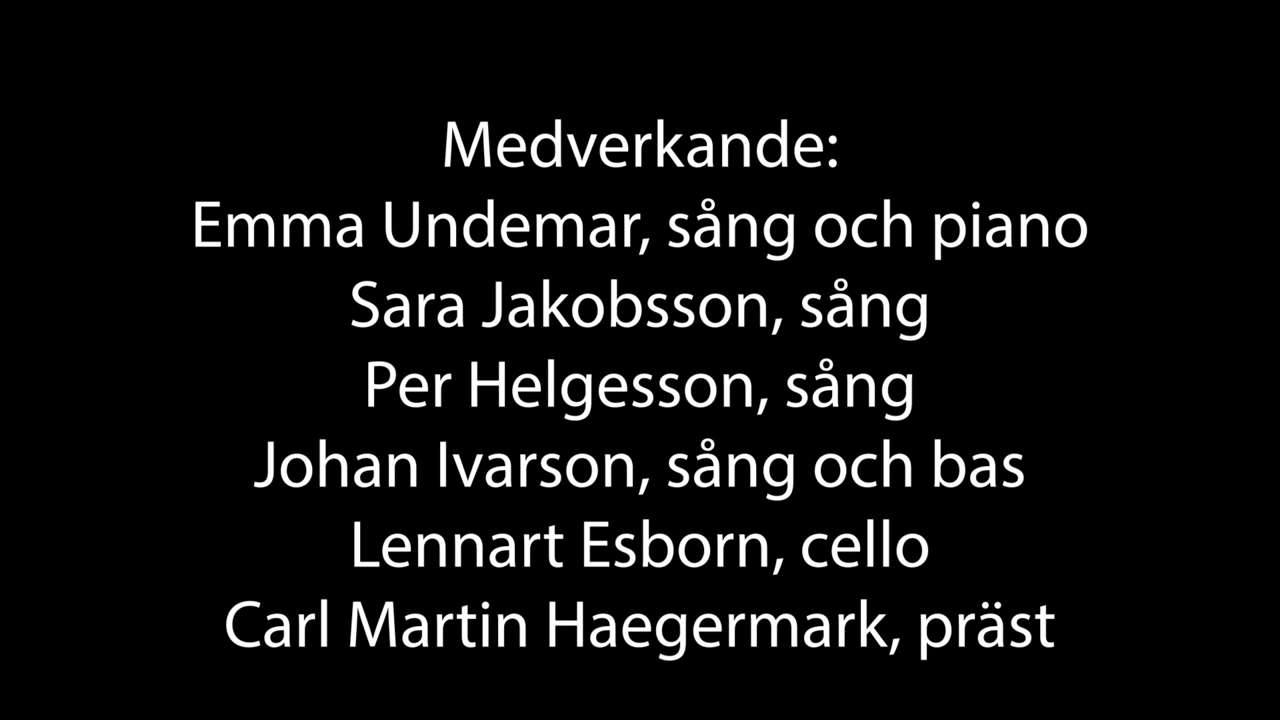 Medverkande:
Emma Undemar, sång och piano
Sara Jakobsson, sång
Per Helgesson, sång
Johan Ivarson, sång och bas
Lennart Esborn, cello
Carl Martin Haegermark, präst